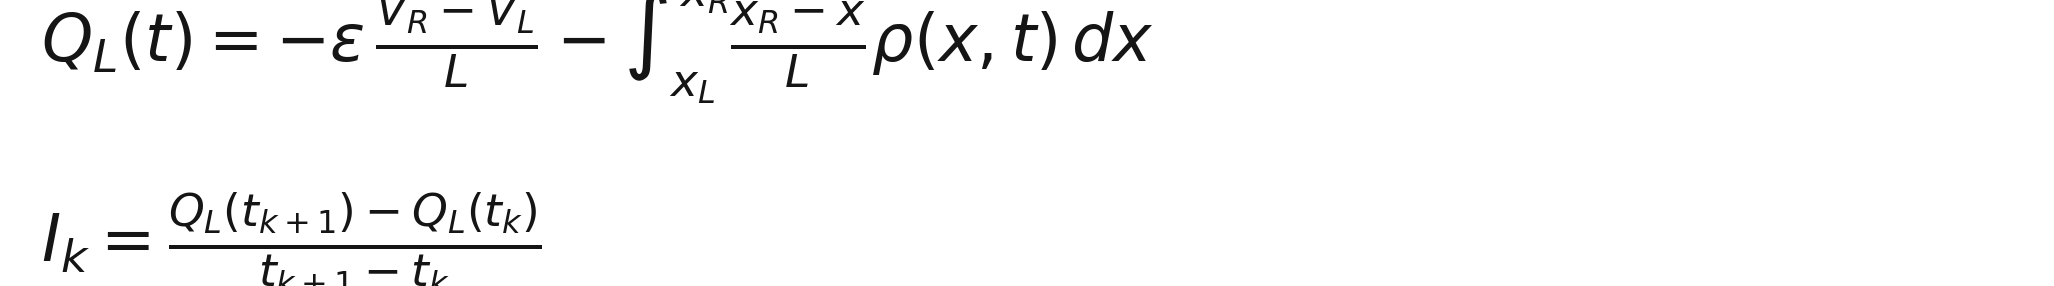 Q_L(t) = −ε (V_R − V_L)/L − ∫_{x_L}^{x_R} (x_R − x)/L ρ(x, t) dx
I_k = (Q_L(t_{k+1}) − Q_L(t_k))/(t_{k+1} − t_k)